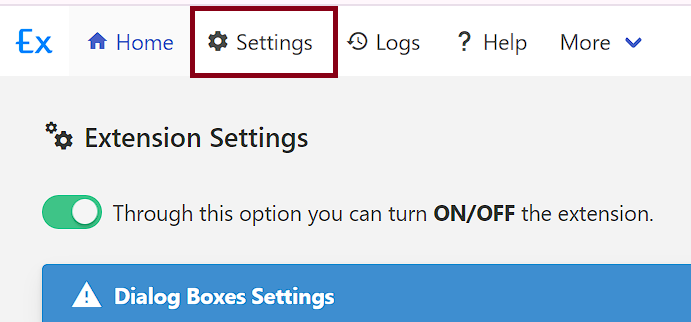 Ex Home Settings Logs ? Help More
Extension Settings
Through this option you can turn ON/OFF the extension.
Dialog Boxes Settings